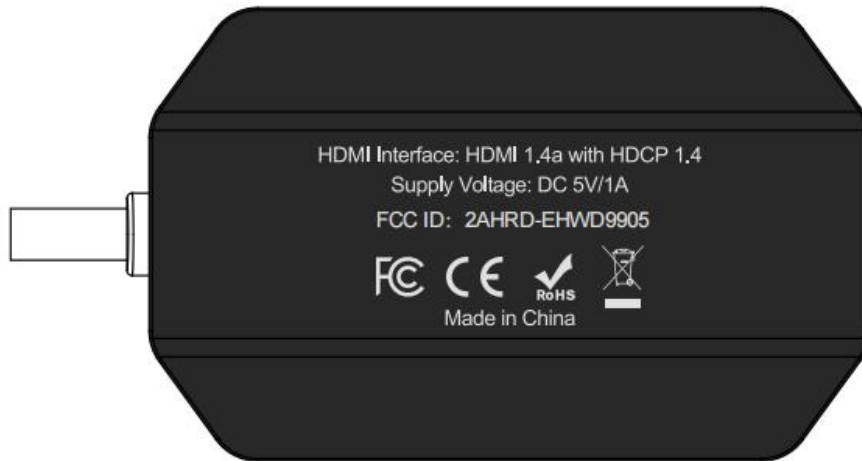 HDMI Interface: HDMI 1.4a with HDCP 1.4
Supply Voltage: DC 5V/1A
FCC ID: 2AHRD-EHWD9905
FC CE RoHS
Made in China